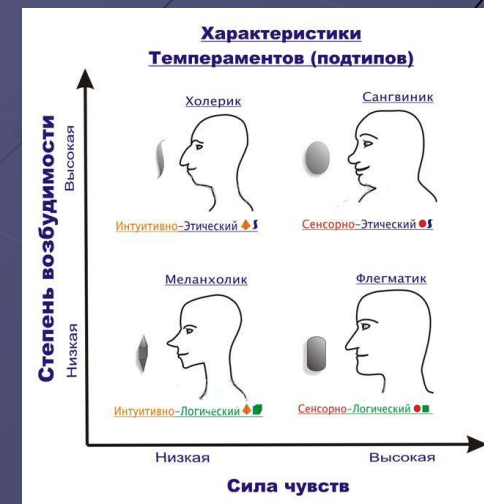 Характеристики
Темпераментов (подтипов)
Холерик
Сангвиник
Интуитивно-Этический
Сенсорно-Этический
Меланхолик
Флегматик
Интуитивно-Логический
Сенсорно-Логический
Степень возбудимости
Высокая
Низкая
Низкая
Высокая
Сила чувств